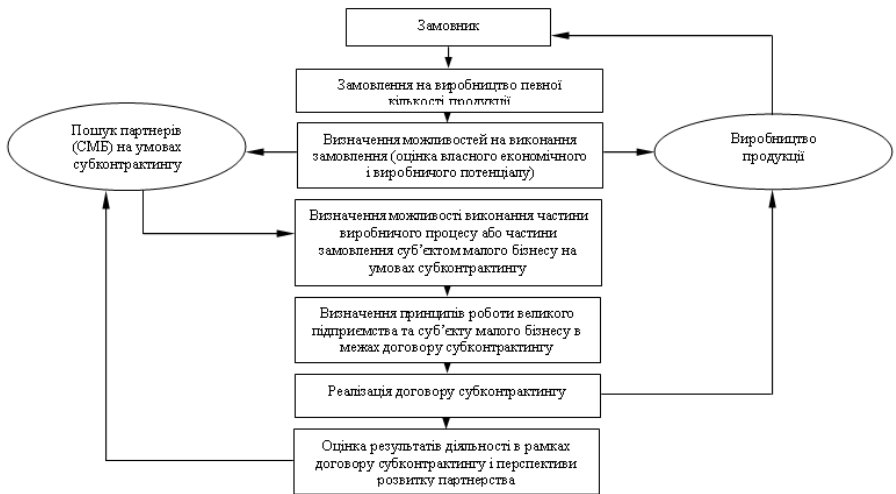 Замовник
Замовлення на виробництво певної
кількості продукції
Пошук партнерів
(СМБ) на умовах
субконтрактингу
Визначення можливостей на виконання
замовлення (оцінка власного економічного
і виробничого потенціалу)
Виробництво
продукції
Визначення можливості виконання частини
виробничого процесу або частини
замовлення суб’єктом малого бізнесу на
умовах субконтрактингу
Визначення принципів роботи великого
підприємства та суб’єкту малого бізнесу в
межах договору субконтрактингу
Реалізація договору субконтрактингу
Оцінка результатів діяльності в рамках
договору субконтрактингу і перспективи
розвитку партнерства